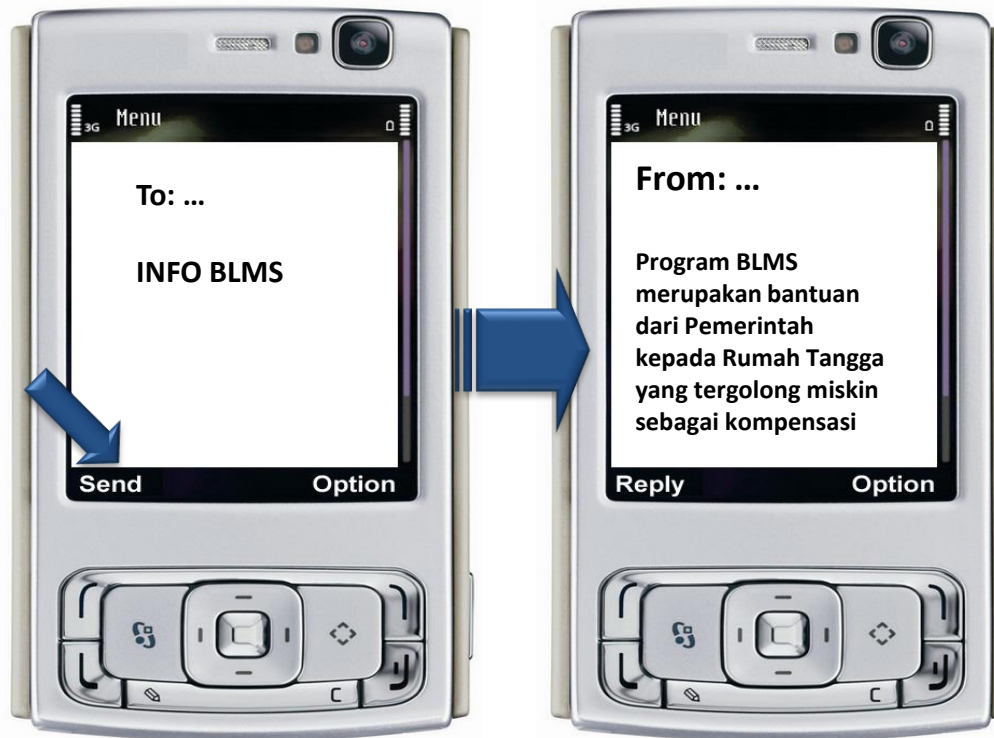 3G Menu
To: ...
INFO BLMS
Send Option
C
3G Menu
From: ...
Program BLMS
merupakan bantuan
dari Pemerintah
kepada Rumah Tangga
yang tergolong miskin
sebagai kompensasi
Reply Option
C